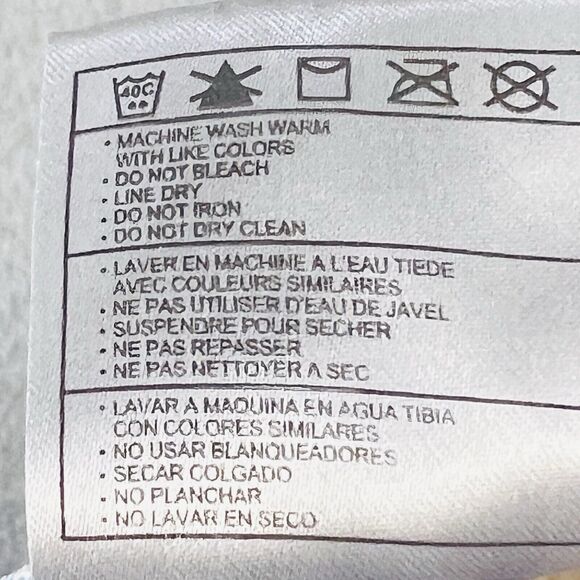 40C
• MACHINE WASH WARM
WITH LIKE COLORS
• DO NOT BLEACH
• LINE DRY
• DO NOT IRON
• DO NOT DRY CLEAN
• LAVER EN MACHINE A L'EAU TIEDE
AVEC COULEURS SIMILAIRES
• NE PAS UTILISER D'EAU DE JAVEL
• SUSPENDRE POUR SECHER
• NE PAS REPASSER
• NE PAS NETTOYER A SEC
• LAVAR A MAQUINA EN AGUA TIBIA
CON COLORES SIMILARES
• NO USAR BLANQUEADORES
• SECAR COLGADO
• NO PLANCHAR
• NO LAVAR EN SECO